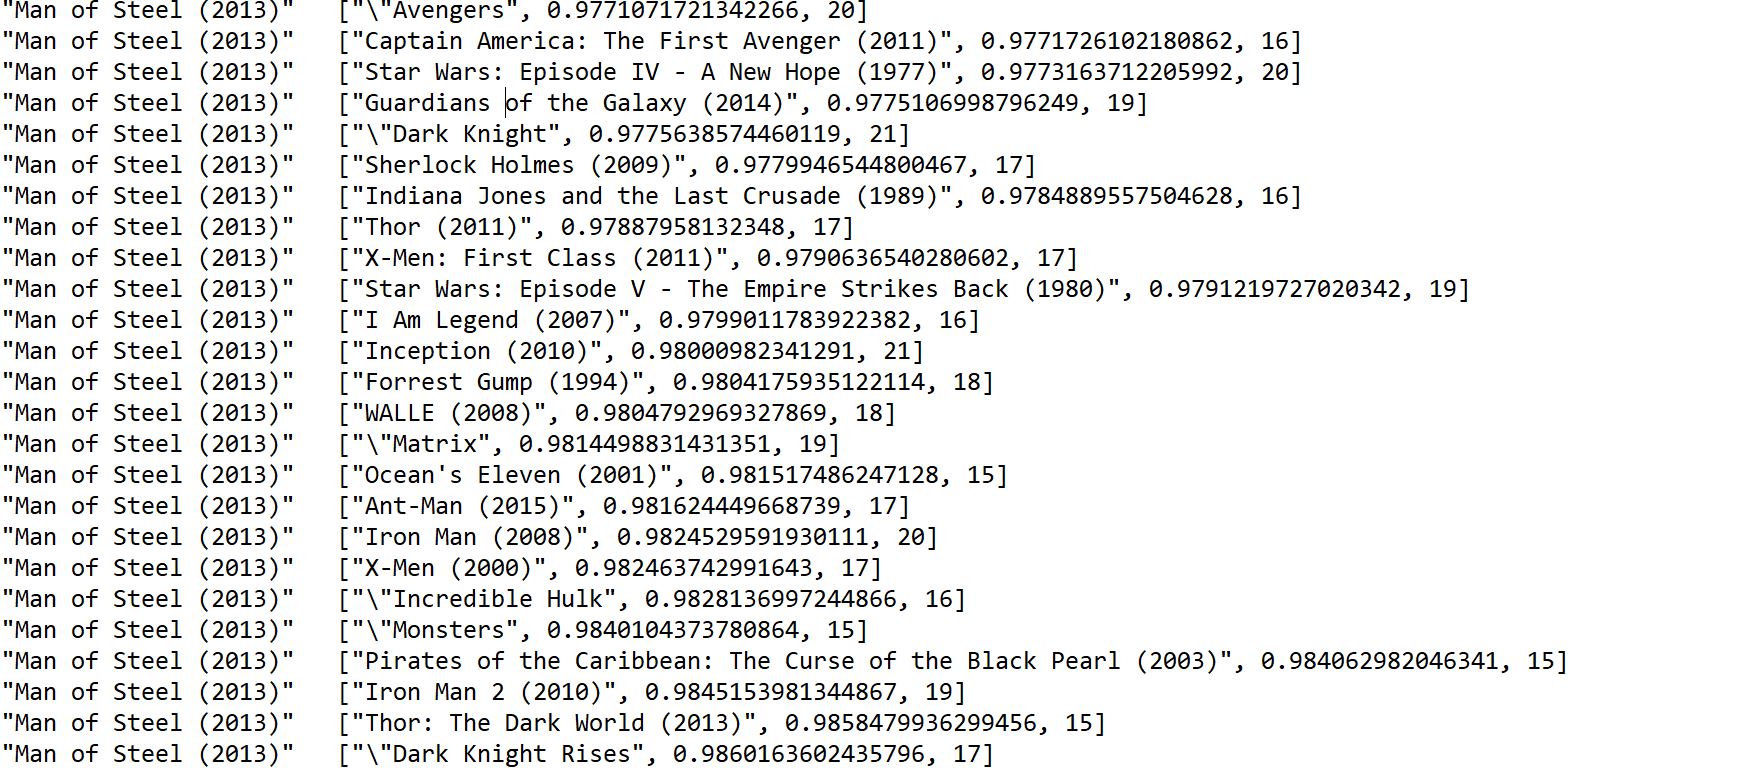 "Man of Steel (2013)"   ["\"Avengers", 0.9771071721342266, 20]
"Man of Steel (2013)"   ["Captain America: The First Avenger (2011)", 0.9771726102180862, 16]
"Man of Steel (2013)"   ["Star Wars: Episode IV - A New Hope (1977)", 0.9773163712205992, 20]
"Man of Steel (2013)"   ["Guardians of the Galaxy (2014)", 0.9775106998796249, 19]
"Man of Steel (2013)"   ["\"Dark Knight", 0.9775638574460119, 21]
"Man of Steel (2013)"   ["Sherlock Holmes (2009)", 0.9779946544800467, 17]
"Man of Steel (2013)"   ["Indiana Jones and the Last Crusade (1989)", 0.9784889557504628, 16]
"Man of Steel (2013)"   ["Thor (2011)", 0.97887958132348, 17]
"Man of Steel (2013)"   ["X-Men: First Class (2011)", 0.9790636540280602, 17]
"Man of Steel (2013)"   ["Star Wars: Episode V - The Empire Strikes Back (1980)", 0.9791219727020342, 19]
"Man of Steel (2013)"   ["I Am Legend (2007)", 0.9799011783922382, 16]
"Man of Steel (2013)"   ["Inception (2010)", 0.98000982341291, 21]
"Man of Steel (2013)"   ["Forrest Gump (1994)", 0.9804175935122114, 18]
"Man of Steel (2013)"   ["WALLE (2008)", 0.9804792969327869, 18]
"Man of Steel (2013)"   ["\"Matrix", 0.9814498831431351, 19]
"Man of Steel (2013)"   ["Ocean's Eleven (2001)", 0.981517486247128, 15]
"Man of Steel (2013)"   ["Ant-Man (2015)", 0.981624449668739, 17]
"Man of Steel (2013)"   ["Iron Man (2008)", 0.9824529591930111, 20]
"Man of Steel (2013)"   ["X-Men (2000)", 0.982463742991643, 17]
"Man of Steel (2013)"   ["\"Incredible Hulk", 0.9828136997244866, 16]
"Man of Steel (2013)"   ["\"Monsters", 0.9840104373780864, 15]
"Man of Steel (2013)"   ["Pirates of the Caribbean: The Curse of the Black Pearl (2003)", 0.984062982046341, 15]
"Man of Steel (2013)"   ["Iron Man 2 (2010)", 0.9845153981344867, 19]
"Man of Steel (2013)"   ["Thor: The Dark World (2013)", 0.9858479936299456, 15]
"Man of Steel (2013)"   ["\"Dark Knight Rises", 0.9860163602435796, 17]